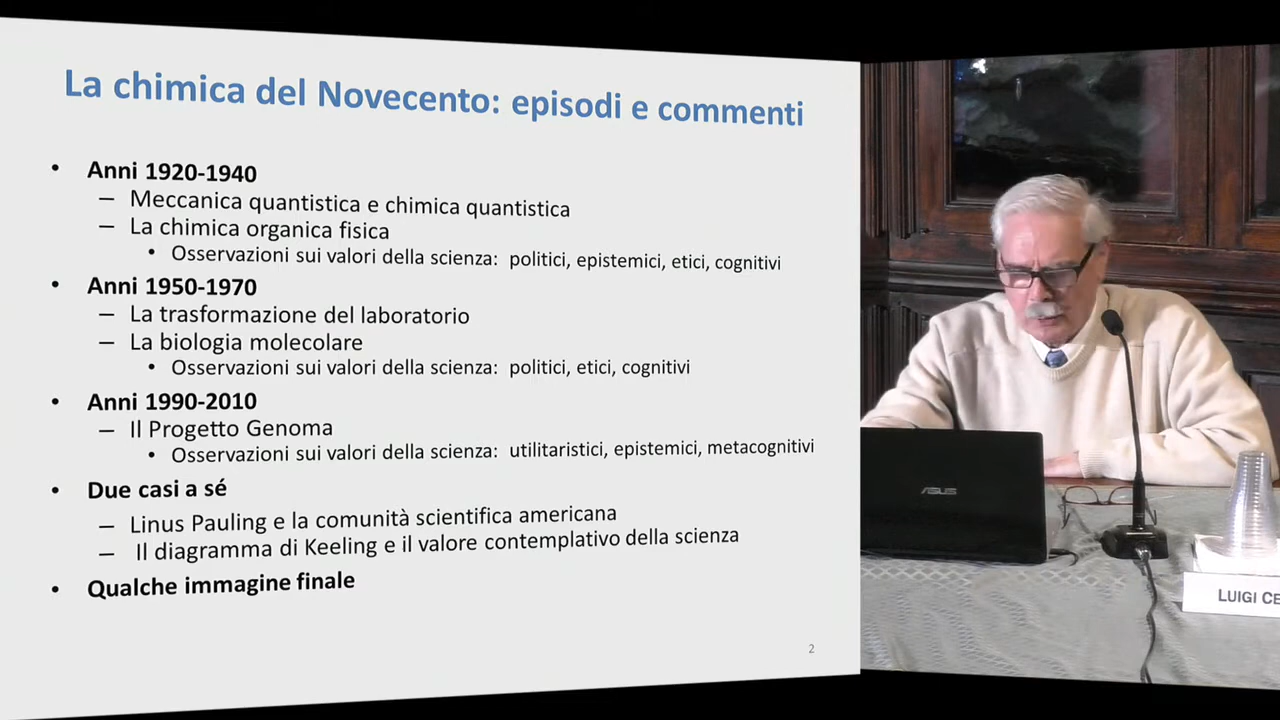 La chimica del Novecento: episodi e commenti
• Anni 1920-1940
– Meccanica quantistica e chimica quantistica
– La chimica organica fisica
• Osservazioni sui valori della scienza: politici, epistemici, etici, cognitivi
• Anni 1950-1970
– La trasformazione del laboratorio
– La biologia molecolare
• Osservazioni sui valori della scienza: politici, etici, cognitivi
• Anni 1990-2010
– Il Progetto Genoma
• Osservazioni sui valori della scienza: utilitaristici, epistemici, metacognitivi
• Due casi a sé
– Linus Pauling e la comunità scientifica americana
– Il diagramma di Keeling e il valore contemplativo della scienza
• Qualche immagine finale
2
ASUS
LUIGI CE